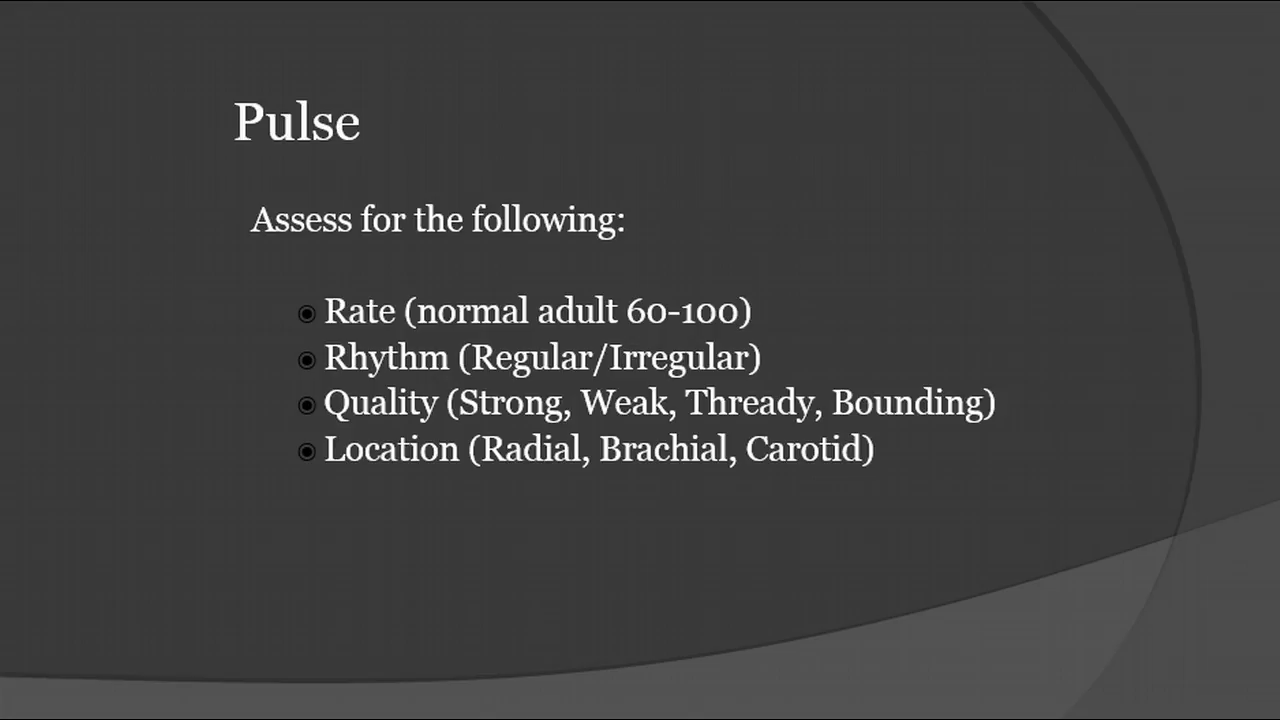 Pulse
Assess for the following:
Rate (normal adult 60-100)
Rhythm (Regular/Irregular)
Quality (Strong, Weak, Thready, Bounding)
Location (Radial, Brachial, Carotid)